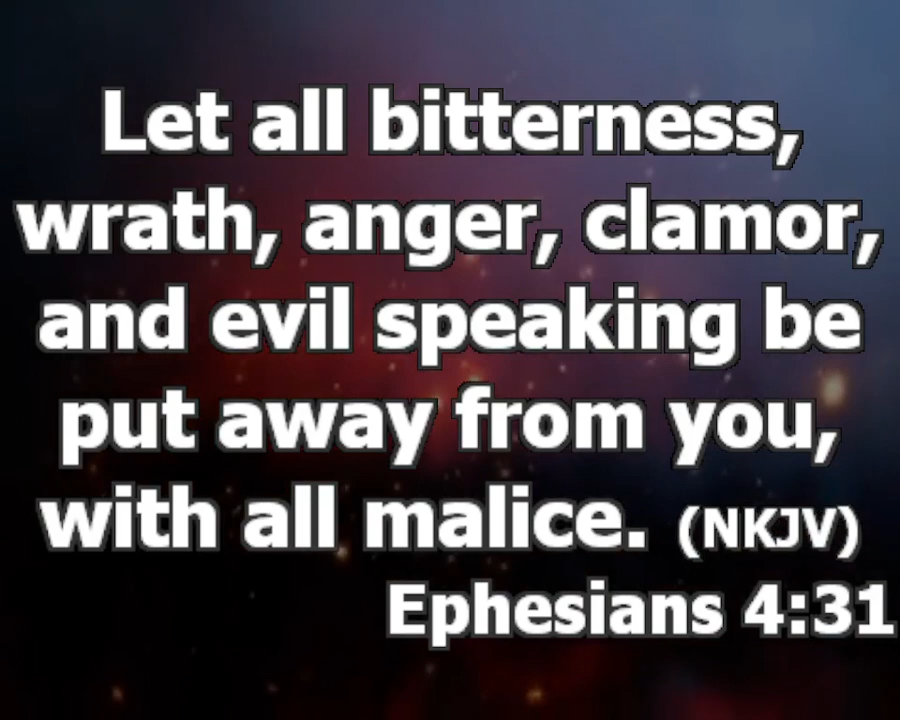 Let all bitterness,
wrath, anger, clamor,
and evil speaking be
put away from you,
with all malice. (NKJV)
Ephesians 4:31